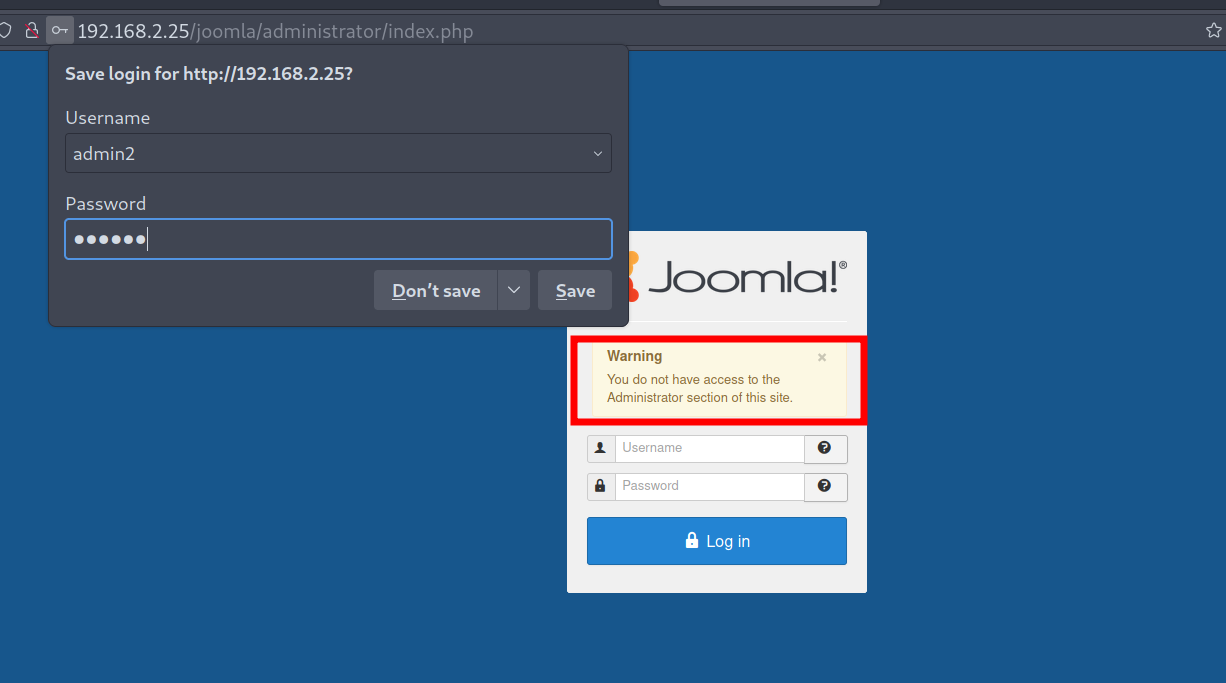 192.168.2.25/joomla/administrator/index.php
Save login for http://192.168.2.25?
Username
admin2
Password
●●●●●●
Don't save
Save
Joomla!®
Warning
×
You do not have access to the
Administrator section of this site.
Username
Password
Log in